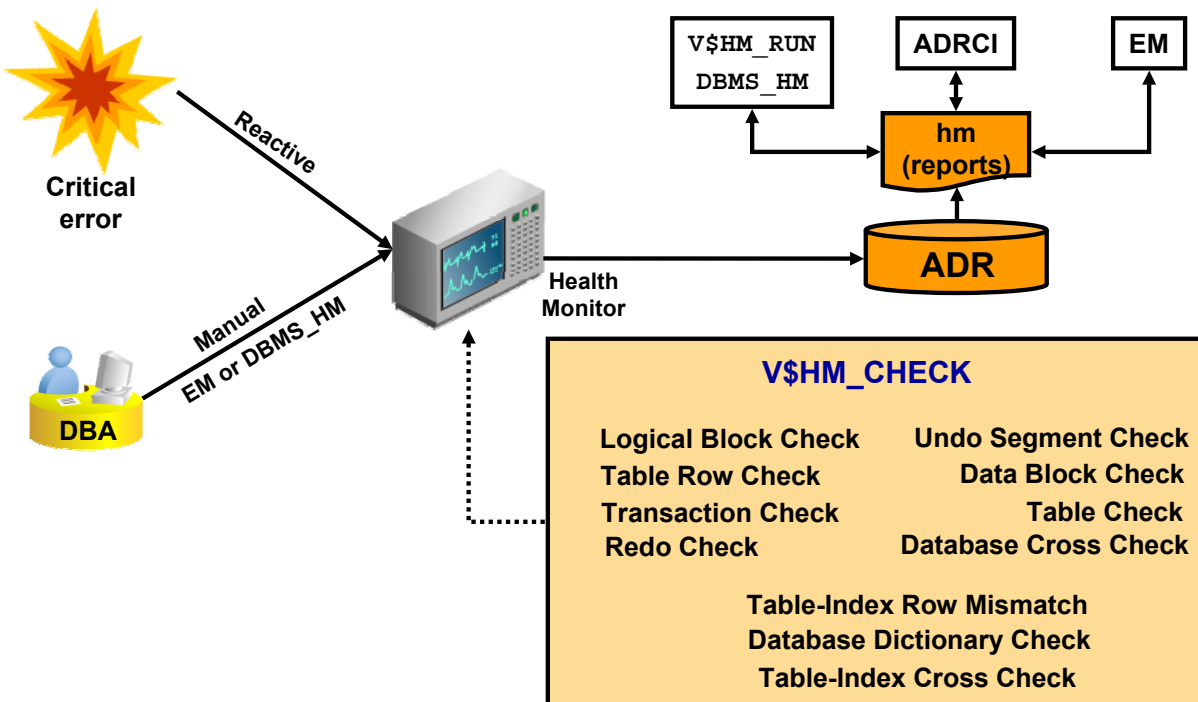 V$HM_RUN
DBMS_HM
ADRCI
EM
hm
(reports)
Reactive
Critical
error
ADR
Health
Monitor
Manual
EM or DBMS_HM
DBA
V$HM_CHECK
Logical Block Check
Undo Segment Check
Table Row Check
Data Block Check
Transaction Check
Table Check
Redo Check
Database Cross Check
Table-Index Row Mismatch
Database Dictionary Check
Table-Index Cross Check